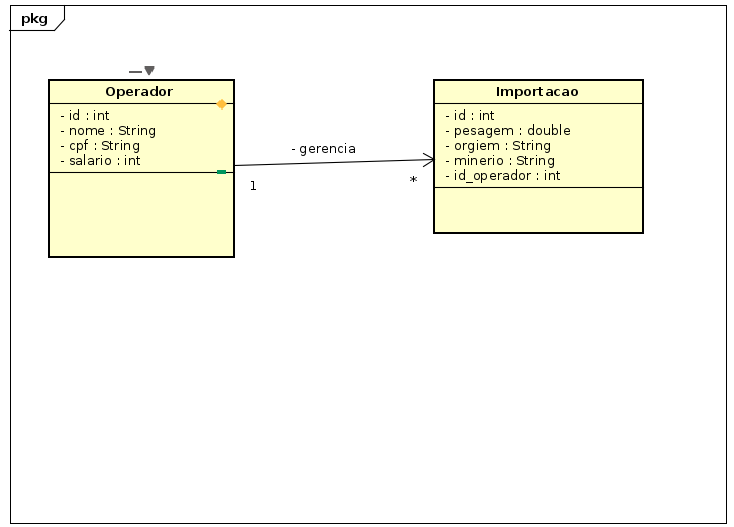 pkg
Operador
- id : int
- nome : String
- cpf : String
- salario : int
- gerencia
1
*
Importacao
- id : int
- pesagem : double
- orgiem : String
- minerio : String
- id_operador : int